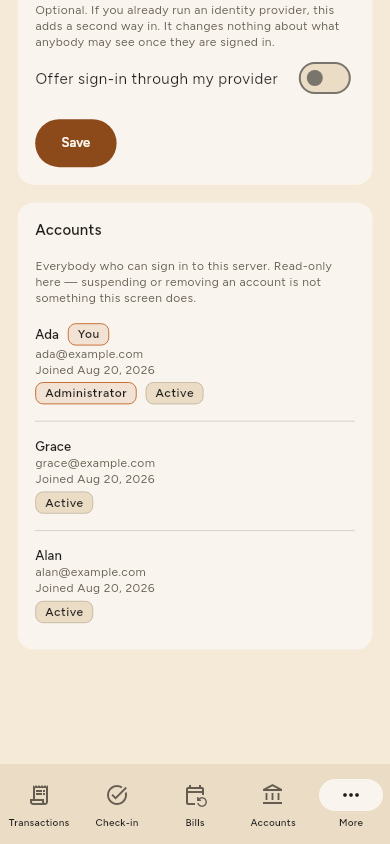 Optional. If you already run an identity provider, this
adds a second way in. It changes nothing about what
anybody may see once they are signed in.
Offer sign-in through my provider
Save
Accounts
Everybody who can sign in to this server. Read-only
here — suspending or removing an account is not
something this screen does.
Ada You
ada@example.com
Joined Aug 20, 2026
Administrator Active
Grace
grace@example.com
Joined Aug 20, 2026
Active
Alan
alan@example.com
Joined Aug 20, 2026
Active
Transactions Check-in Bills Accounts More